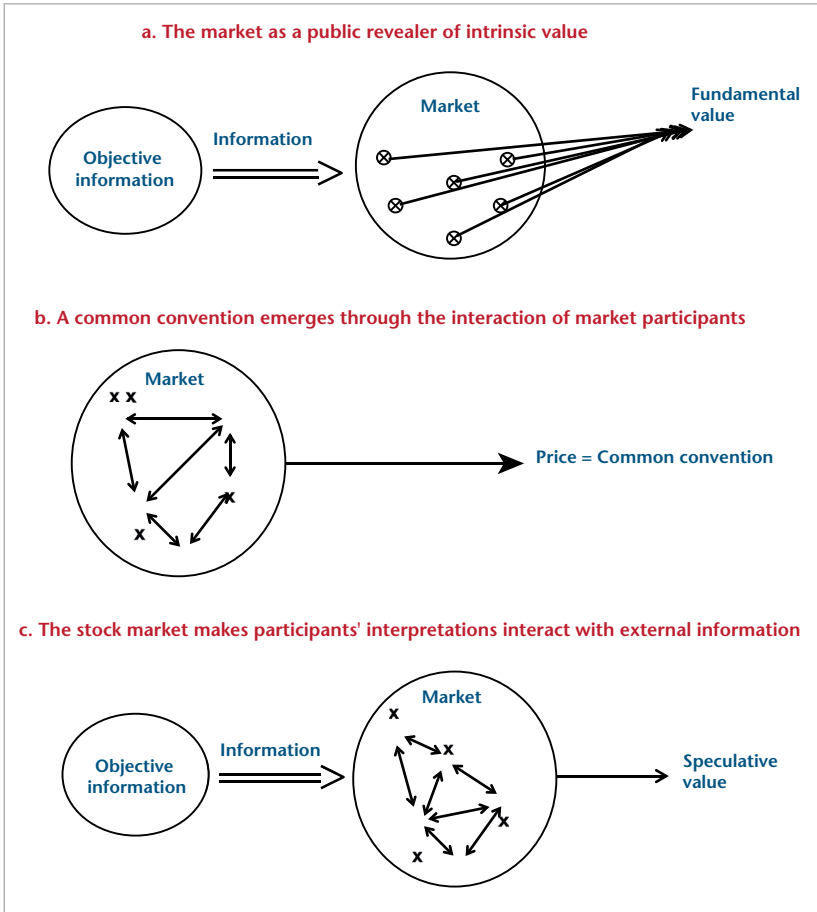 a. The market as a public revealer of intrinsic value
Market
Fundamental
value
Information
Objective
information
b. A common convention emerges through the interaction of market participants
Market
x x
Price = Common convention
x
x
c. The stock market makes participants' interpretations interact with external information
Market
x
Information
x
Objective
information
Speculative
value
x
x